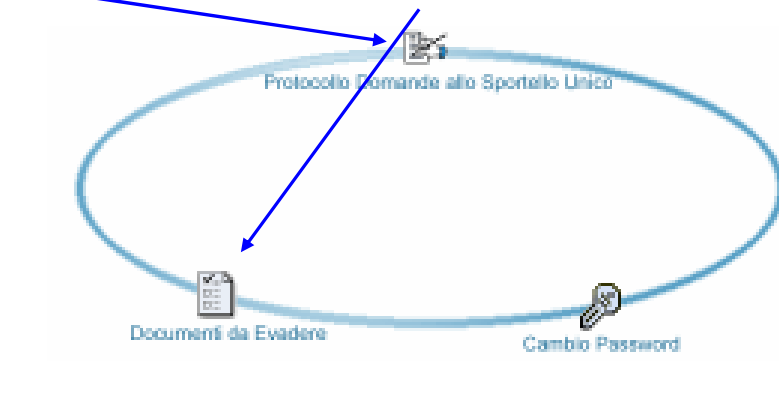 Protocollo Domande allo Sportello Unico
Documenti da Evadere
Cambio Password